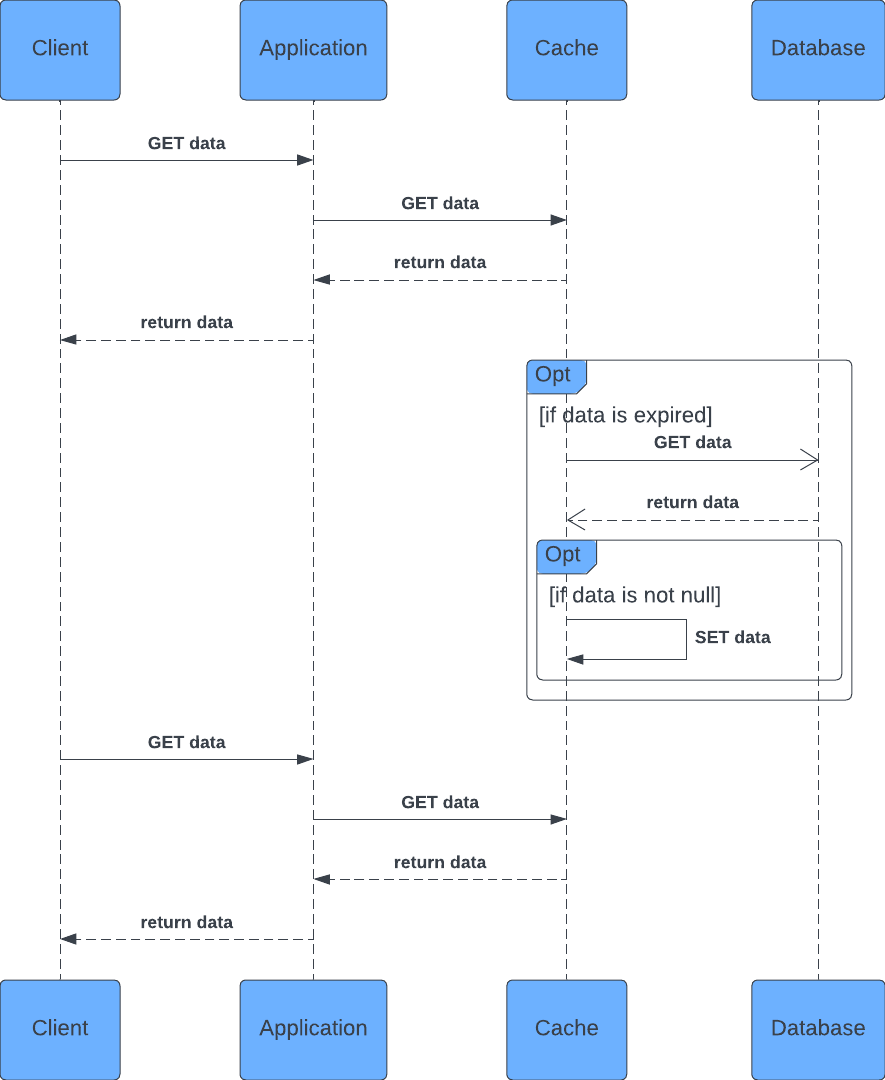 Client
Application
Cache
Database
GET data
GET data
return data
return data
Opt
[if data is expired]
GET data
return data
Opt
[if data is not null]
SET data
GET data
GET data
return data
return data
Client
Application
Cache
Database